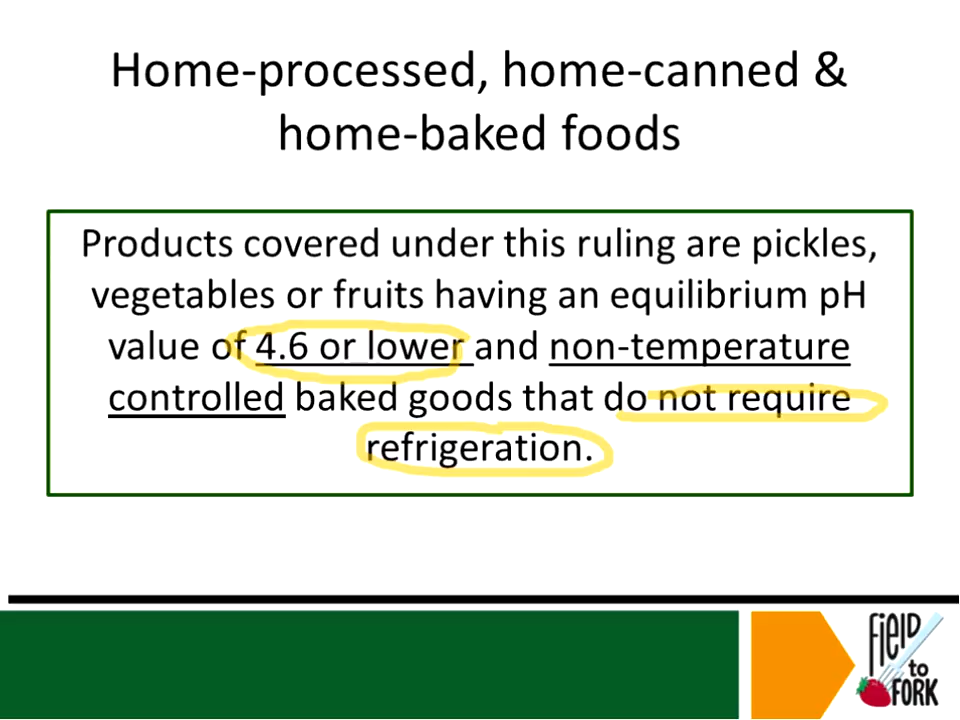 Home-processed, home-canned &
home-baked foods
Products covered under this ruling are pickles,
vegetables or fruits having an equilibrium pH
value of 4.6 or lower and non-temperature
controlled baked goods that do not require
refrigeration.
FiELD
to
FORK